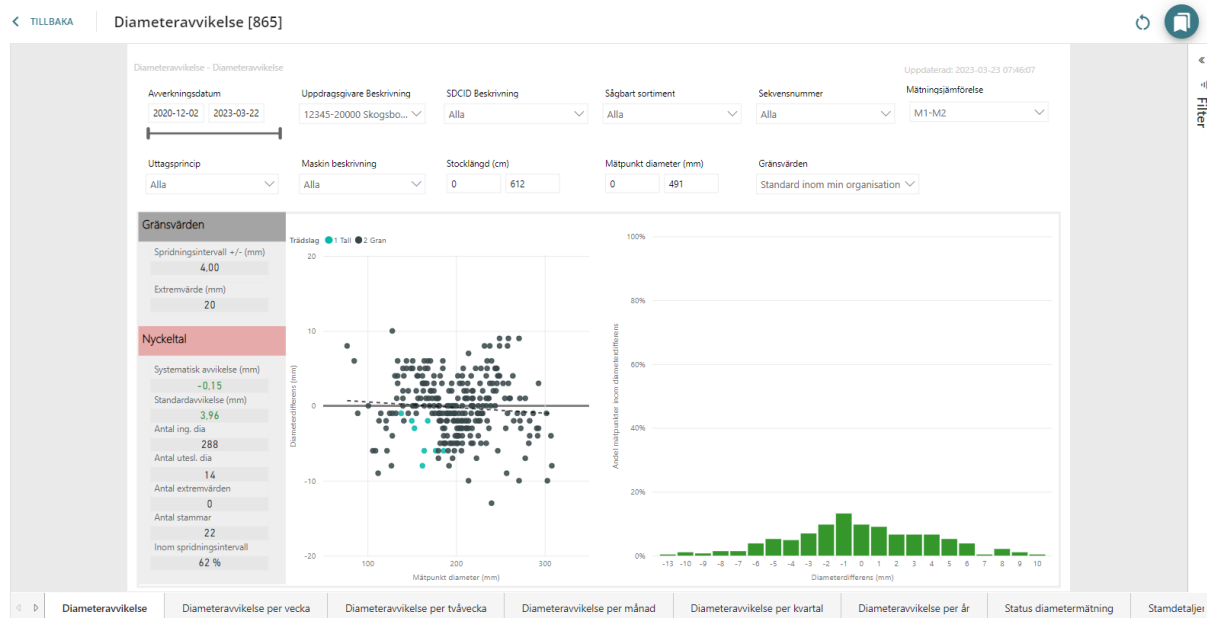 TILLBAKA
Diameteravvikelse [865]
Diameteravvikelse - Diameteravvikelse
Uppdaterad: 2023-03-23 07:46:07
Avverkningsdatum
Uppdragsgivare Beskrivning
SDCID Beskrivning
Sågbart sortiment
Sekvensnummer
Mätningsjämförelse
2020-12-02
2023-03-22
12345-20000 Skogsbo...
Alla
Alla
Alla
M1-M2
Filter
Uttagsprincip
Maskin beskrivning
Stocklängd (cm)
Mätpunkt diameter (mm)
Gränsvärden
Alla
Alla
0
612
0
491
Standard inom min organisation
Gränsvärden
Spridningsintervall +/- (mm)
4,00
Extremvärde (mm)
20
Nyckeltal
Systematisk avvikelse (mm)
-0,15
Standardavvikelse (mm)
3,96
Antal ing. dia
288
Antal utesl. dia
14
Antal extremvärden
0
Antal stammar
22
Inom spridningsintervall
62 %
Trädslag 1 Tall 2 Gran
Diameterdifferens (mm)
20
10
0
-10
-20
100 200 300
Mätpunkt diameter (mm)
Andel mätpunkter inom diameterdifferens
100%
80%
60%
40%
20%
0%
-13 -10 -9 -8 -7 -6 -5 -4 -3 -2 -1 0 1 2 3 4 5 6 7 8 9 10
Diameterdifferens (mm)
Diameteravvikelse
Diameteravvikelse per vecka
Diameteravvikelse per tvåvecka
Diameteravvikelse per månad
Diameteravvikelse per kvartal
Diameteravvikelse per år
Status diametermätning
Stamdetaljer